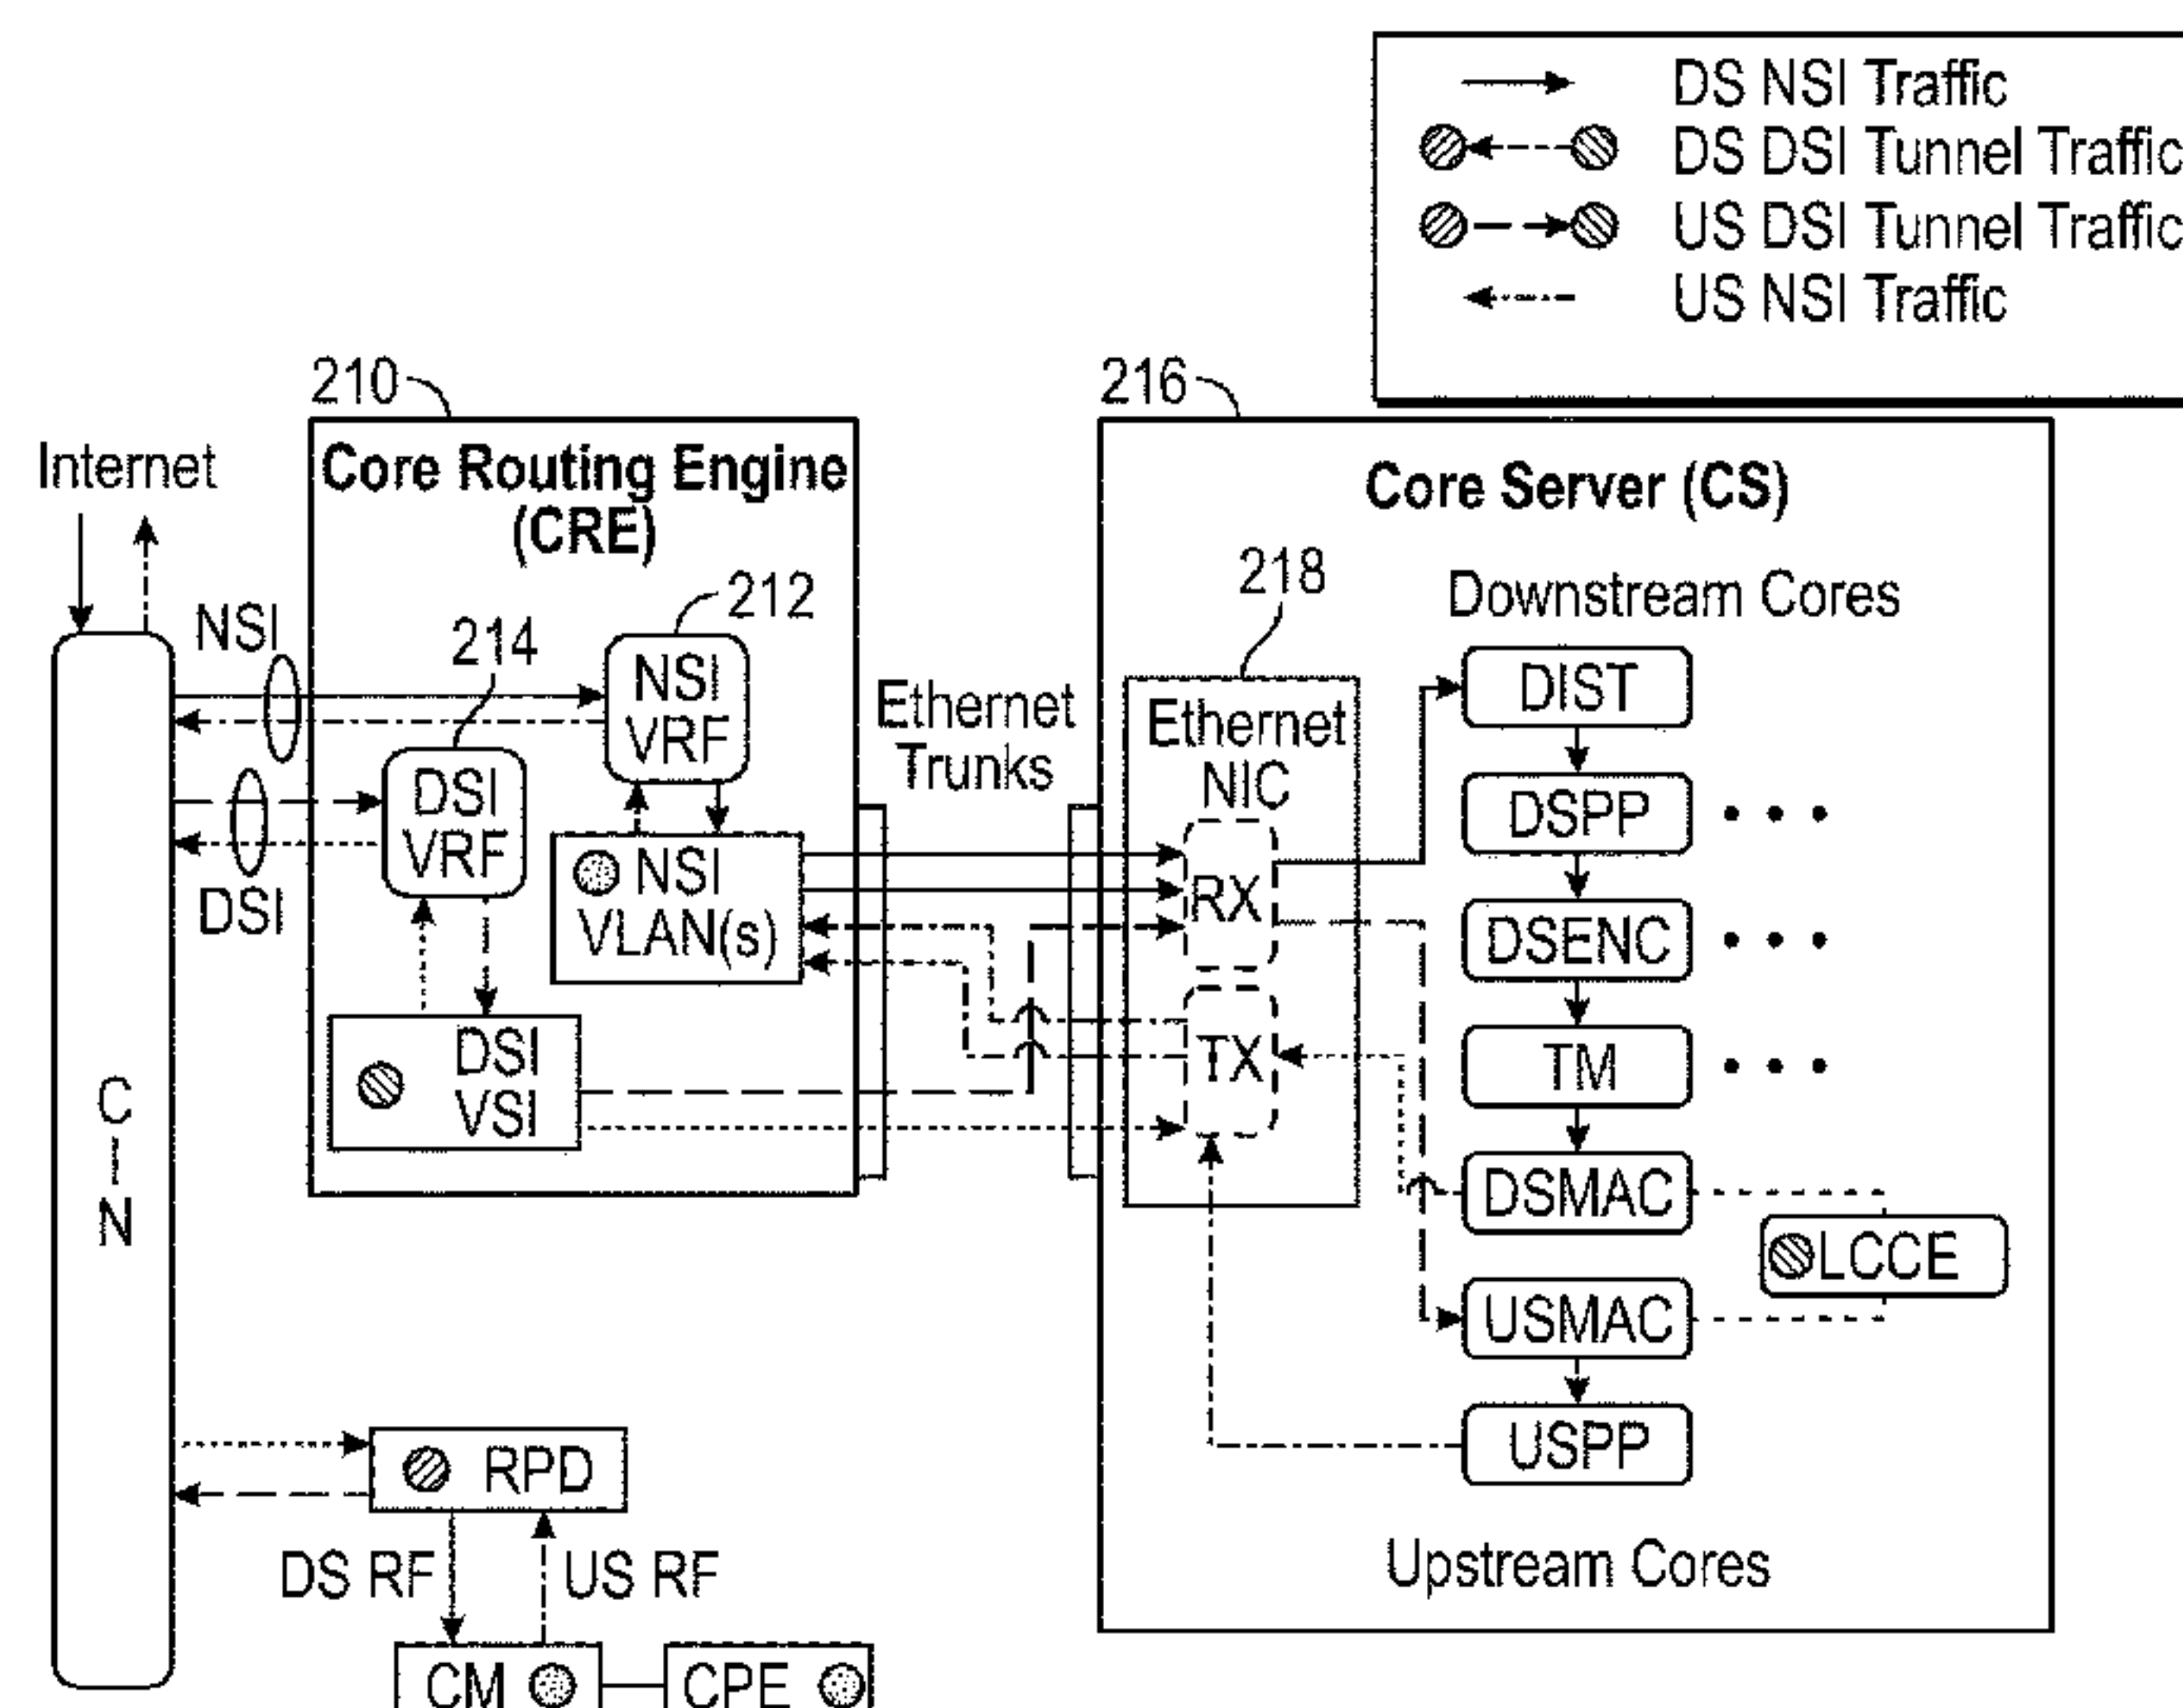 DS NSI Traffic
DS DSI Tunnel Traffic
US DSI Tunnel Traffic
US NSI Traffic
210
216
Internet
Core Routing Engine
(CRE)
Core Server (CS)
212
218
Downstream Cores
NSI
214
NSI
VRF
Ethernet
Trunks
Ethernet
NIC
DIST
DSI
VRF
DSPP
NSI
VLAN(s)
RX
DSI
DSENC
DSI
VSI
TX
TM
C
I
N
DSMAC
LCCE
USMAC
RPD
USPP
DS RF
US RF
Upstream Cores
CM
CPE